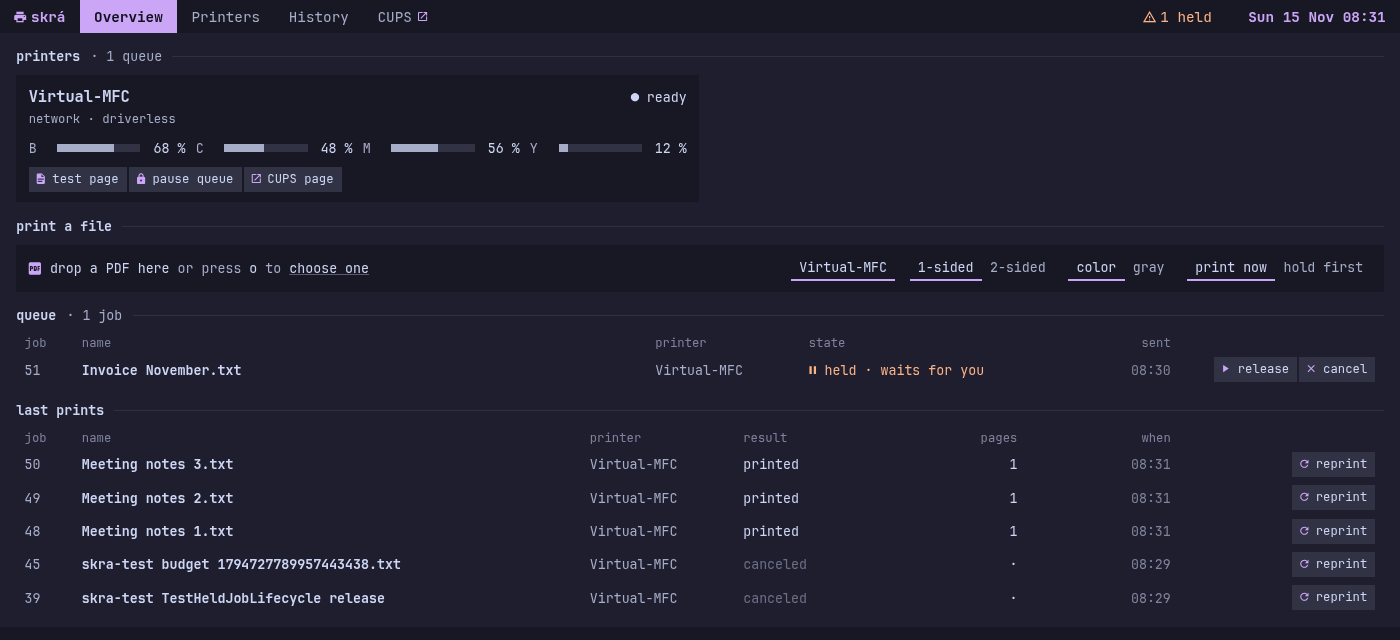 skrá Overview Printers History CUPS 1 held Sun 15 Nov 08:31
printers · 1 queue
Virtual-MFC ready
network · driverless
B 68 % C 48 % M 56 % Y 12 %
test page pause queue CUPS page
print a file
PDF drop a PDF here or press o to choose one Virtual-MFC 1-sided 2-sided color gray print now hold first
queue · 1 job
job name printer state sent
51 Invoice November.txt Virtual-MFC held · waits for you 08:30 release cancel
last prints
job name printer result pages when
50 Meeting notes 3.txt Virtual-MFC printed 1 08:31 reprint
49 Meeting notes 2.txt Virtual-MFC printed 1 08:31 reprint
48 Meeting notes 1.txt Virtual-MFC printed 1 08:31 reprint
45 skra-test budget 1794727789957443438.txt Virtual-MFC canceled · 08:29 reprint
39 skra-test TestHeldJobLifecycle release Virtual-MFC canceled · 08:29 reprint